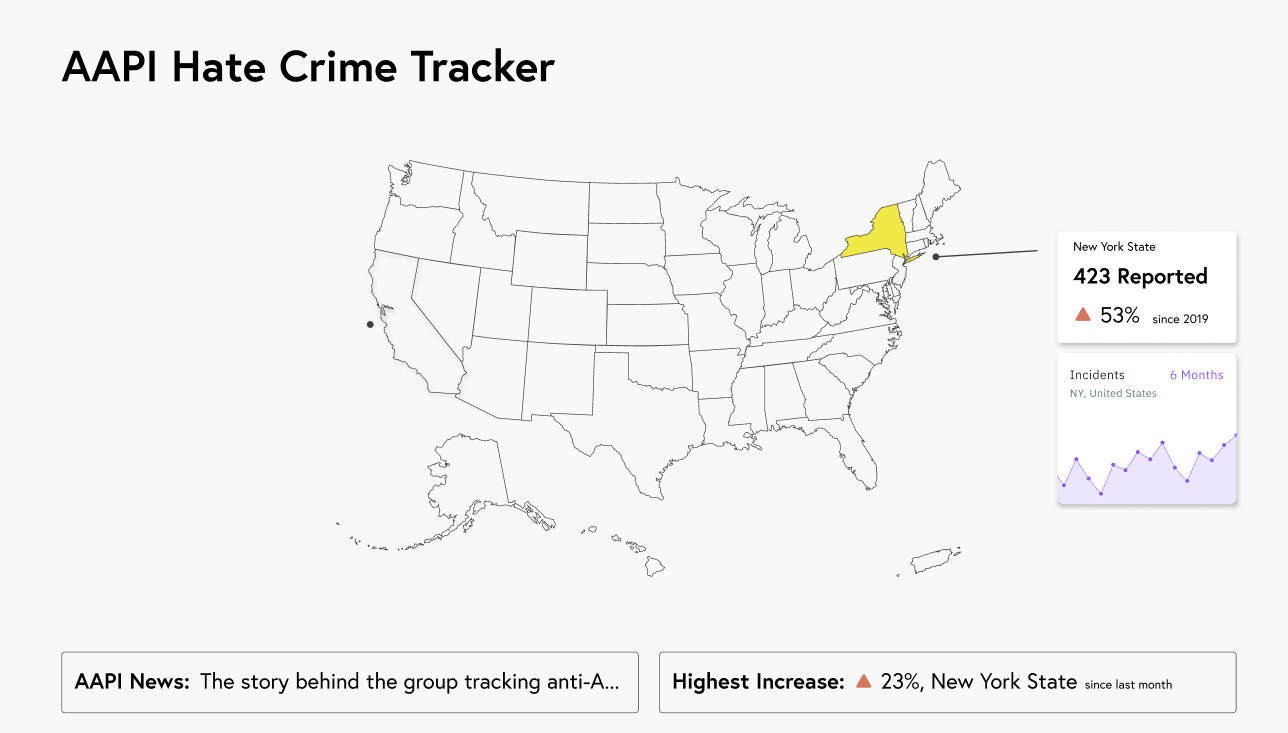 AAPI Hate Crime Tracker
New York State
423 Reported
53% since 2019
Incidents 6 Months
NY, United States
AAPI News: The story behind the group tracking anti-A...
Highest Increase: 23%, New York State since last month